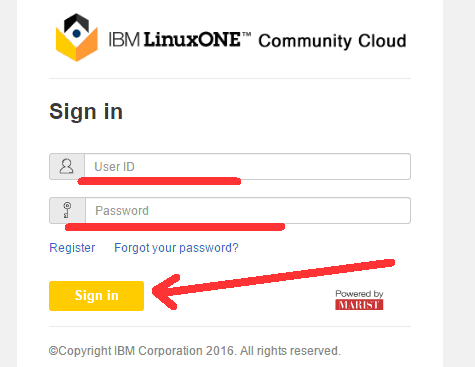 IBM LinuxONE™ Community Cloud
Sign in
User ID
Password
Register Forgot your password?
Sign in
Powered by
MARIST
©Copyright IBM Corporation 2016. All rights reserved.